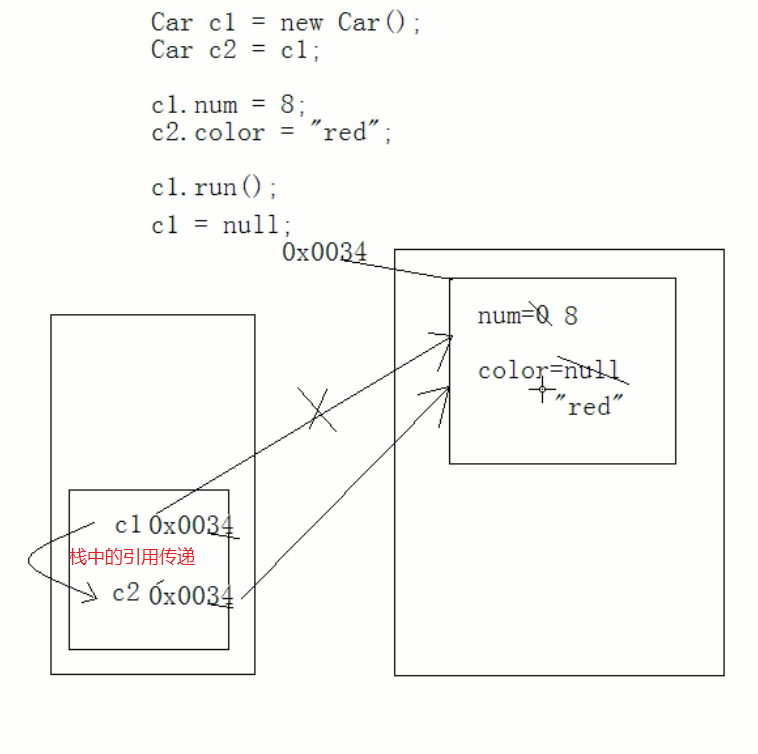 Car c1 = new Car();
Car c2 = c1;
c1.num = 8;
c2.color = "red";
c1.run();
c1 = null;
0x0034
num=0 8
color=null
"red"
c1 0x0034
栈中的引用传递
c2 0x0034